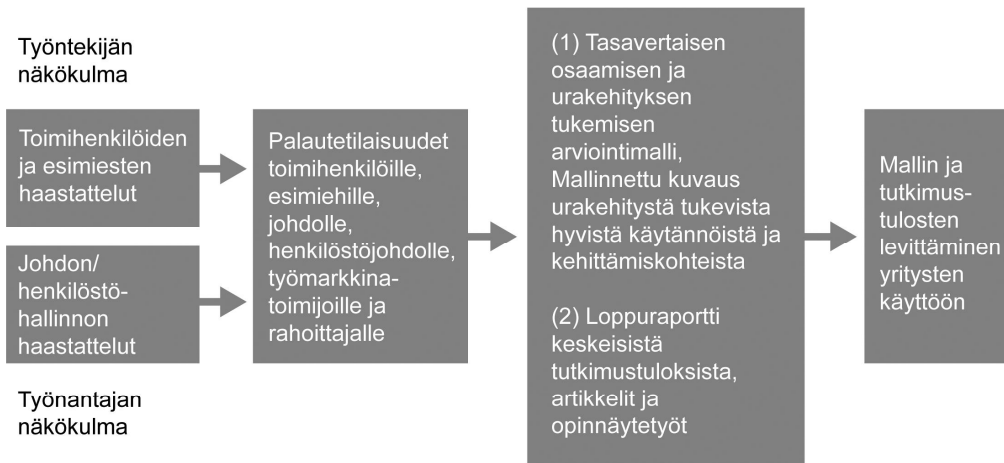 Työntekijän
näkökulma
Toimihenkilöiden
ja esimiesten
haastattelut
Johdon/
henkilöstö-
hallinnon
haastattelut
Työnantajan
näkökulma
Palautetilaisuudet
toimihenkilöille,
esimiehille,
johdolle,
henkilöstöjohdolle,
työmarkkina-
toimijoille ja
rahoittajalle
(1) Tasavertaisen
osaamisen ja
urakehityksen
tukemisen
arviointimalli,
Mallinnettu kuvaus
urakehitystä tukevista
hyvistä käytännöistä ja
kehittämiskohteista
(2) Loppuraportti
keskeisistä
tutkimustuloksista,
artikkelit ja
opinnäytetyöt
Mallin ja
tutkimus-
tulosten
levittäminen
yritysten
käyttöön